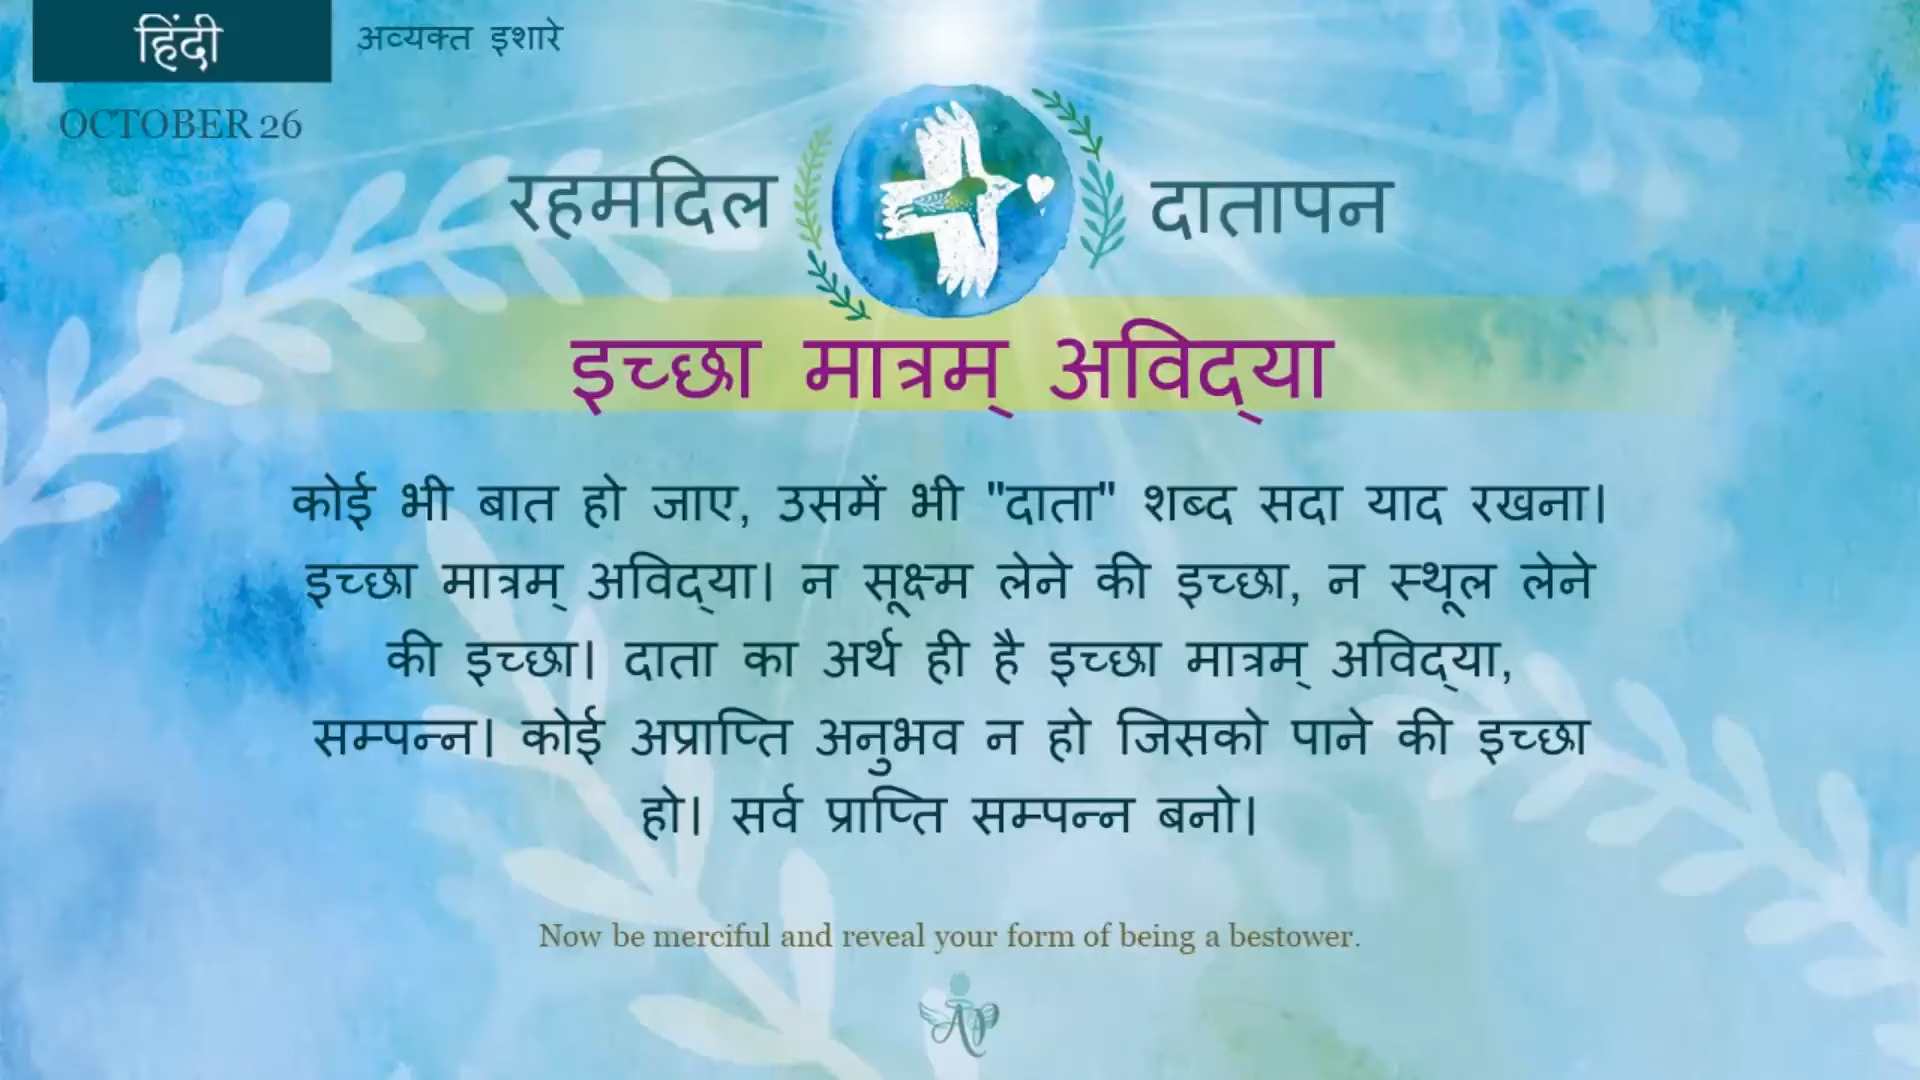 हिंदी
अव्यक्त इशारे
OCTOBER 26
रहमदिल
दातापन
इच्छा मात्रम् अविद्‌या
कोई भी बात हो जाए, उसमें भी "दाता" शब्द सदा याद रखना।
इच्छा मात्रम् अविद्‌या। न सूक्ष्म लेने की इच्छा, न स्थूल लेने
की इच्छा। दाता का अर्थ ही है इच्छा मात्रम् अविद्‌या,
सम्पन्न। कोई अप्राप्ति अनुभव न हो जिसको पाने की इच्छा
हो। सर्व प्राप्ति सम्पन्न बनो।
Now be merciful and reveal your form of being a bestower.